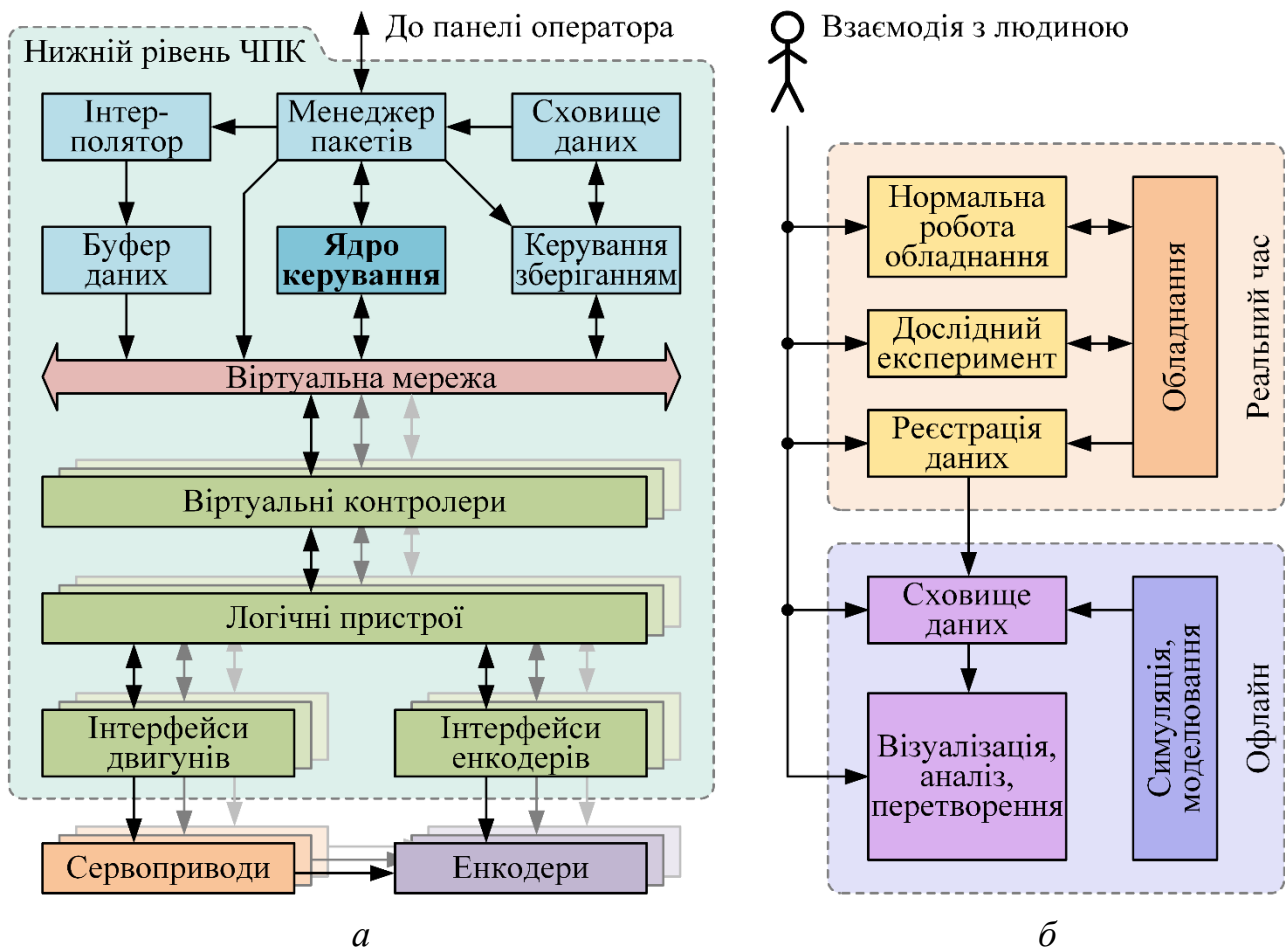 До панелі оператора
Нижній рівень ЧПК
Інтер-
полятор
Менеджер
пакетів
Сховище
даних
Буфер
даних
Ядро
керування
Керування
зберіганням
Віртуальна мережа
Віртуальні контролери
Логічні пристрої
Інтерфейси
двигунів
Інтерфейси
енкодерів
Сервоприводи
Енкодери
а
Взаємодія з людиною
Нормальна
робота
обладнання
Дослідний
експеримент
Реєстрація
даних
Обладнання
Реальний час
Сховище
даних
Візуалізація,
аналіз,
перетворення
Симуляція,
моделювання
Офлайн
б